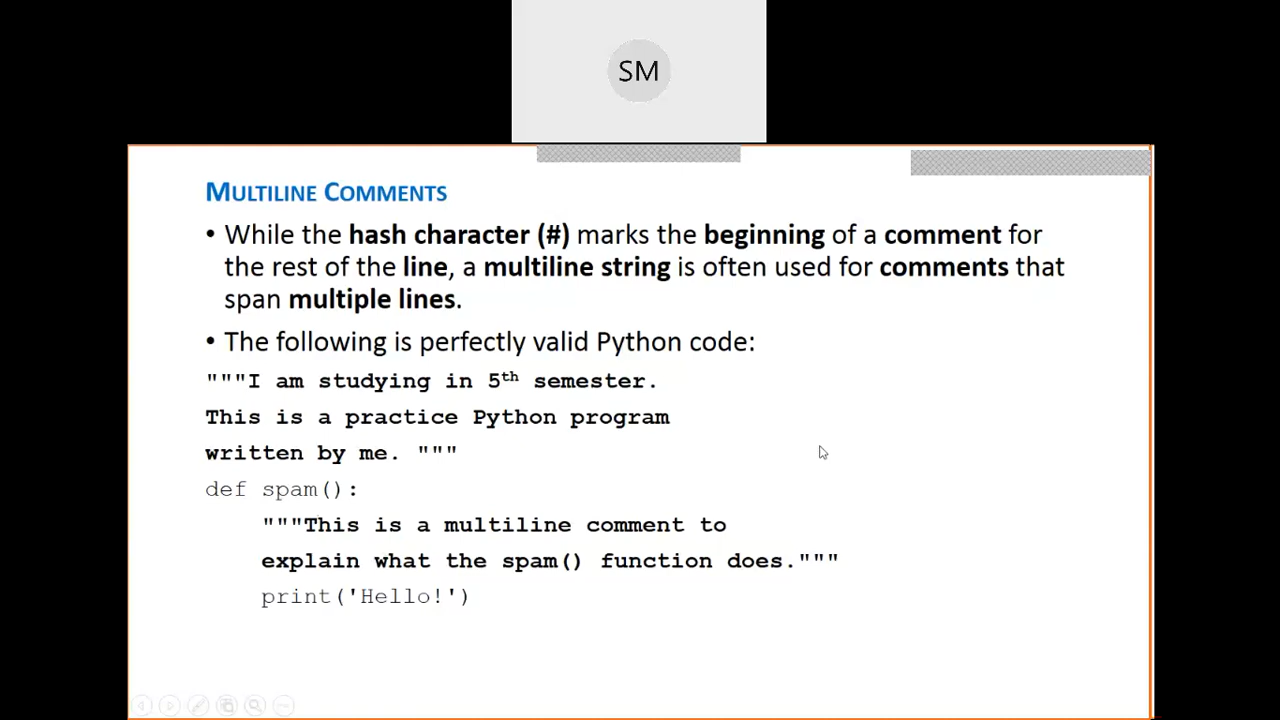 SM
MULTILINE COMMENTS
• While the hash character (#) marks the beginning of a comment for
the rest of the line, a multiline string is often used for comments that
span multiple lines.
• The following is perfectly valid Python code:
"""I am studying in 5th semester.
This is a practice Python program
written by me. """
def spam():
    """This is a multiline comment to
    explain what the spam() function does."""
    print('Hello!')